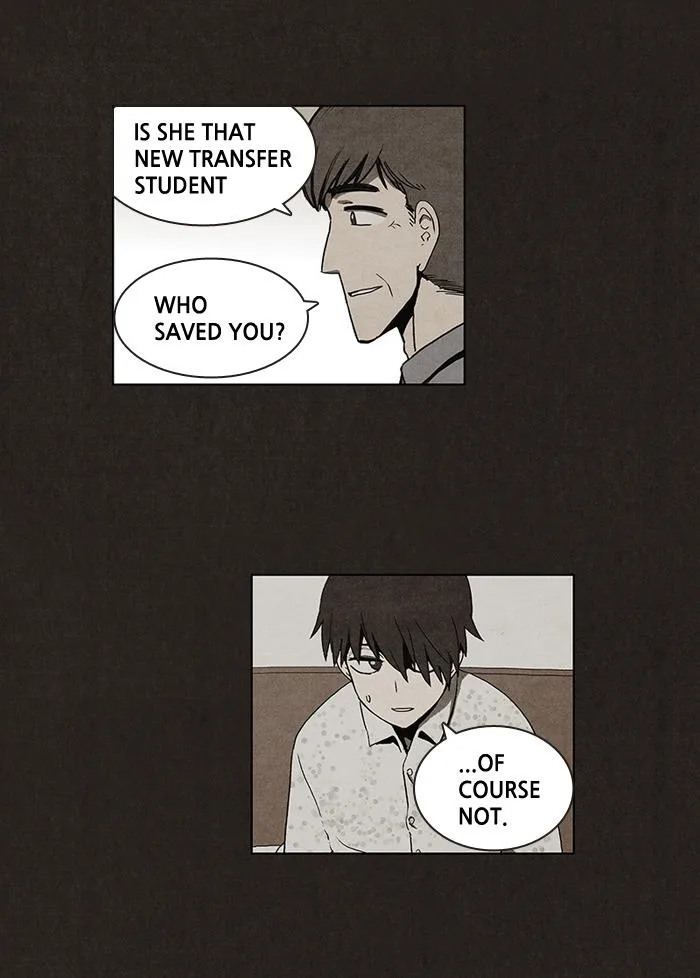 IS SHE THAT
NEW TRANSFER
STUDENT
WHO
SAVED YOU?
...OF
COURSE
NOT.